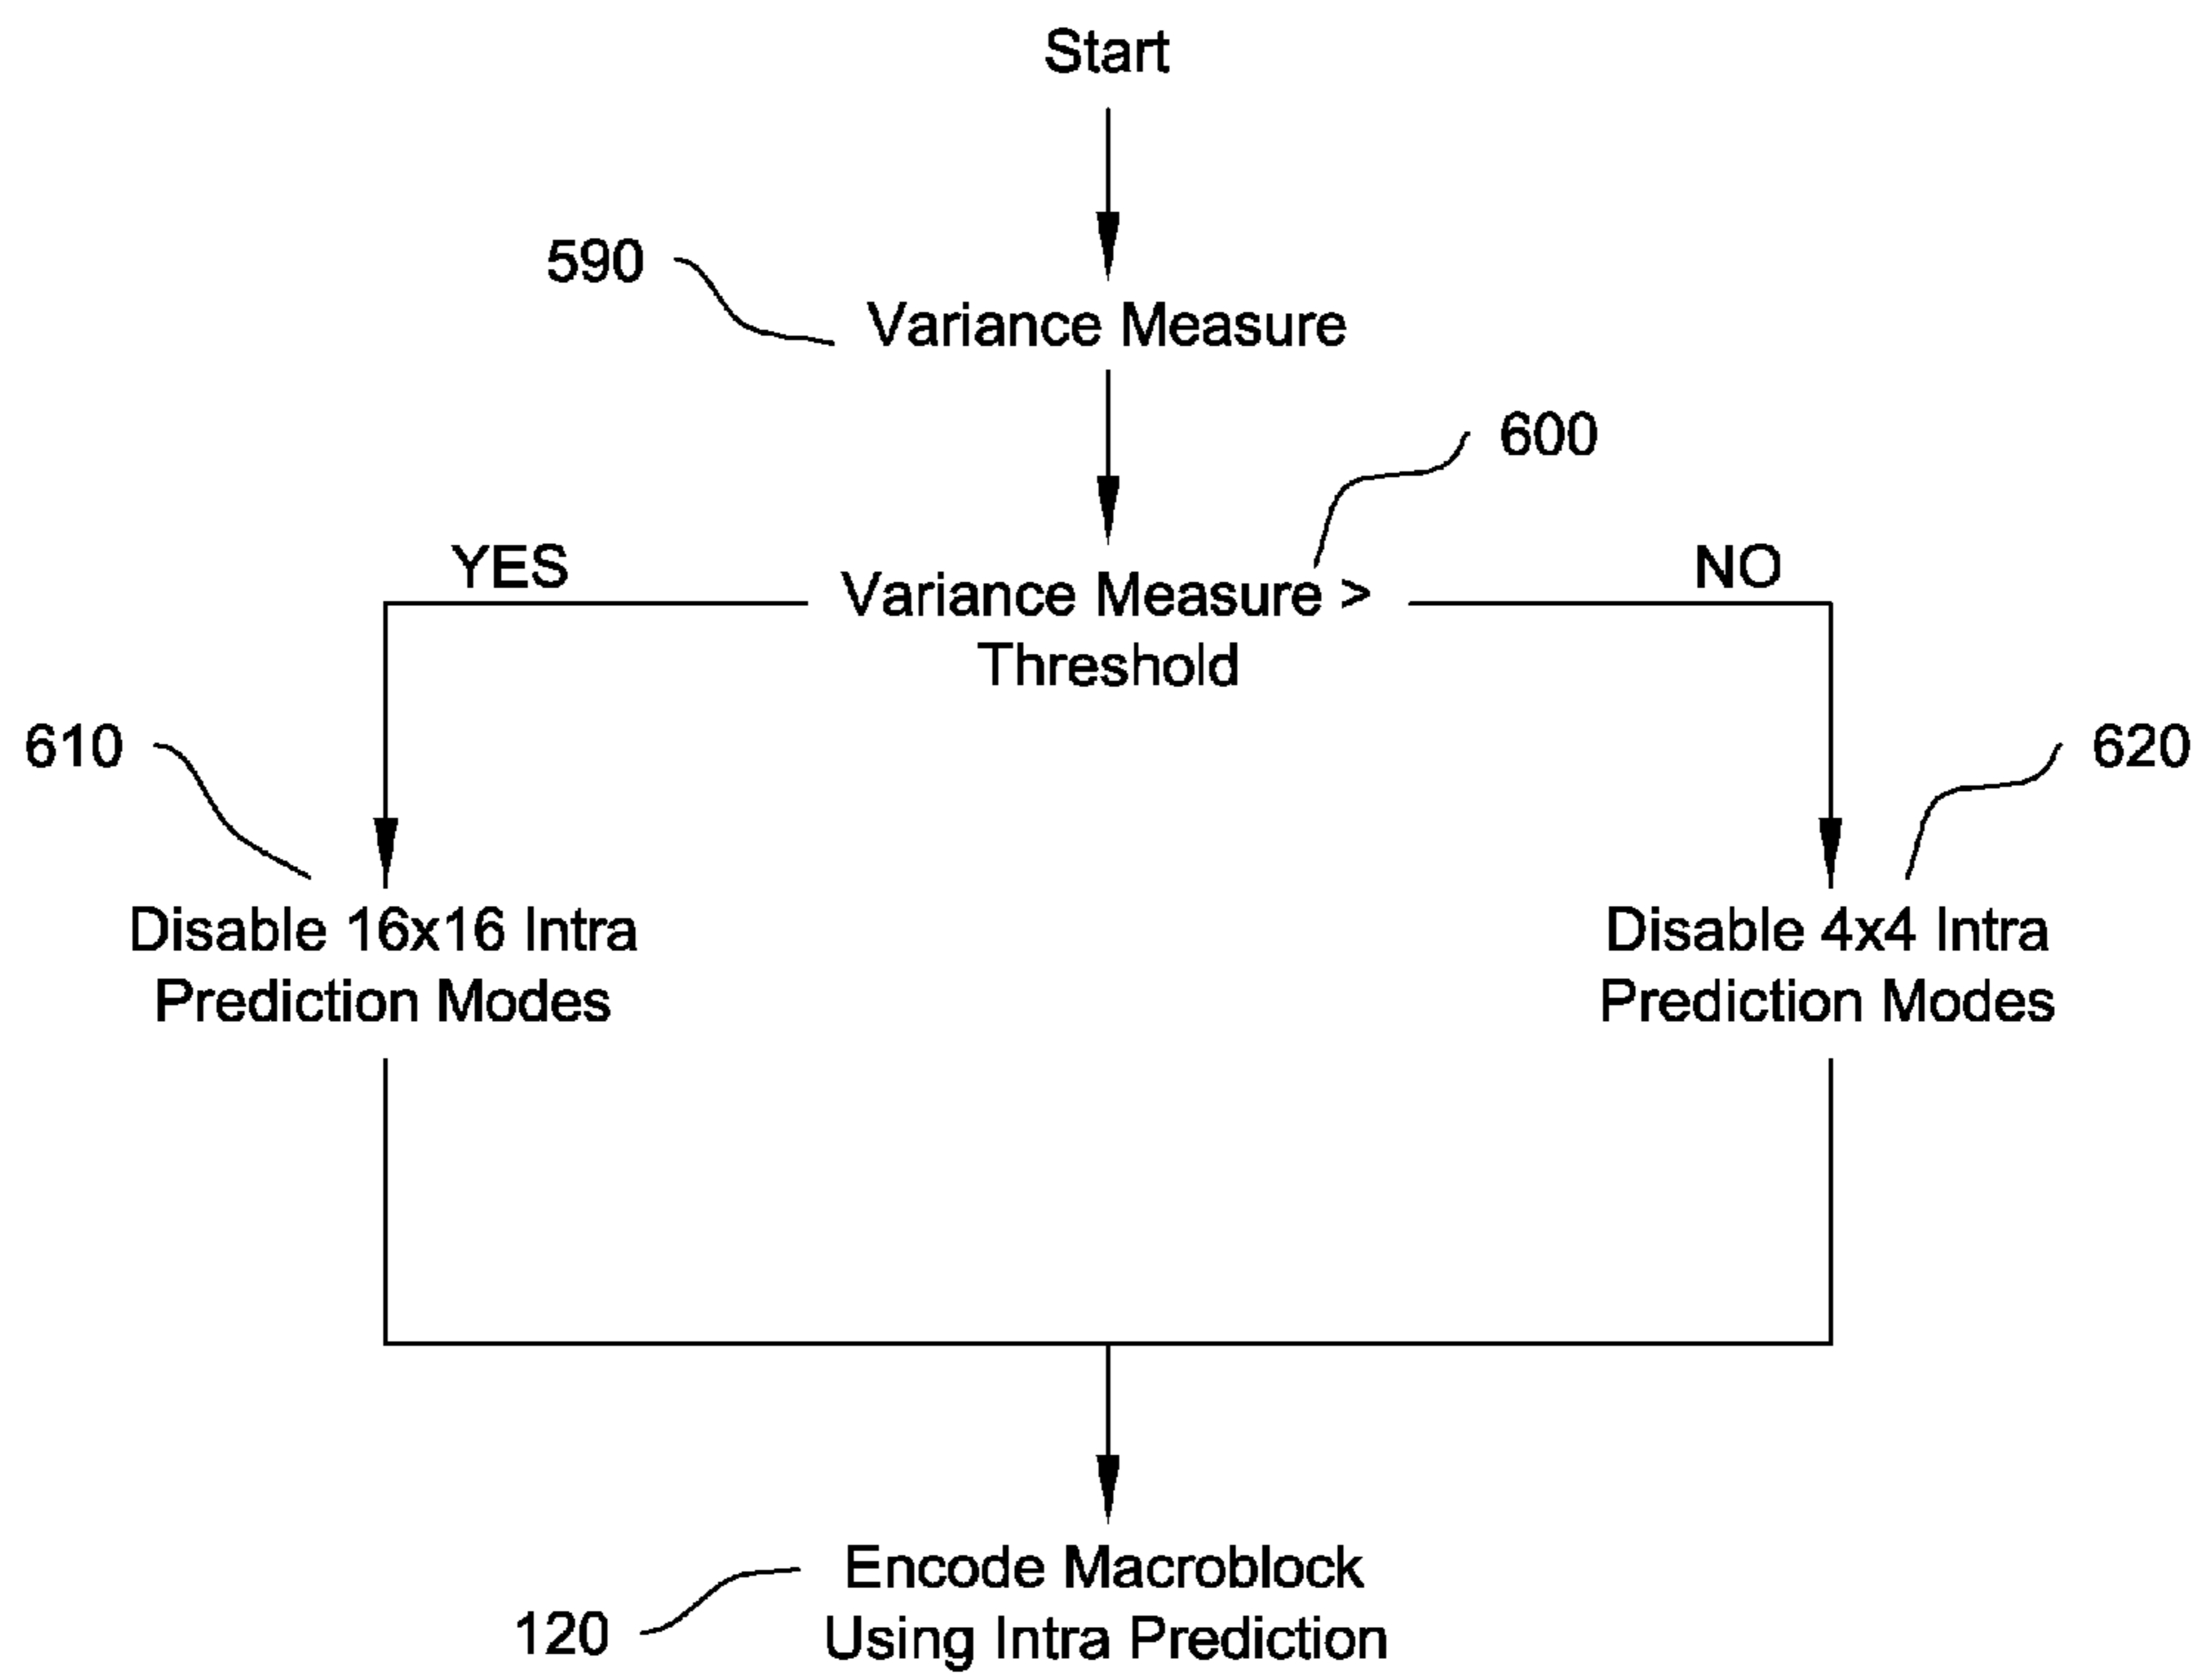 Start
590
Variance Measure
600
YES
Variance Measure >
Threshold
NO
610
620
Disable 16x16 Intra
Prediction Modes
Disable 4x4 Intra
Prediction Modes
Encode Macroblock
Using Intra Prediction
120